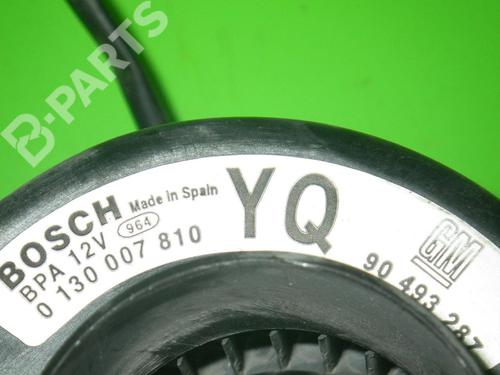 BOSCH
Made in Spain
BPA 12V
964
0 130 007 810
YQ
GM
90 493 287
B-PARTS